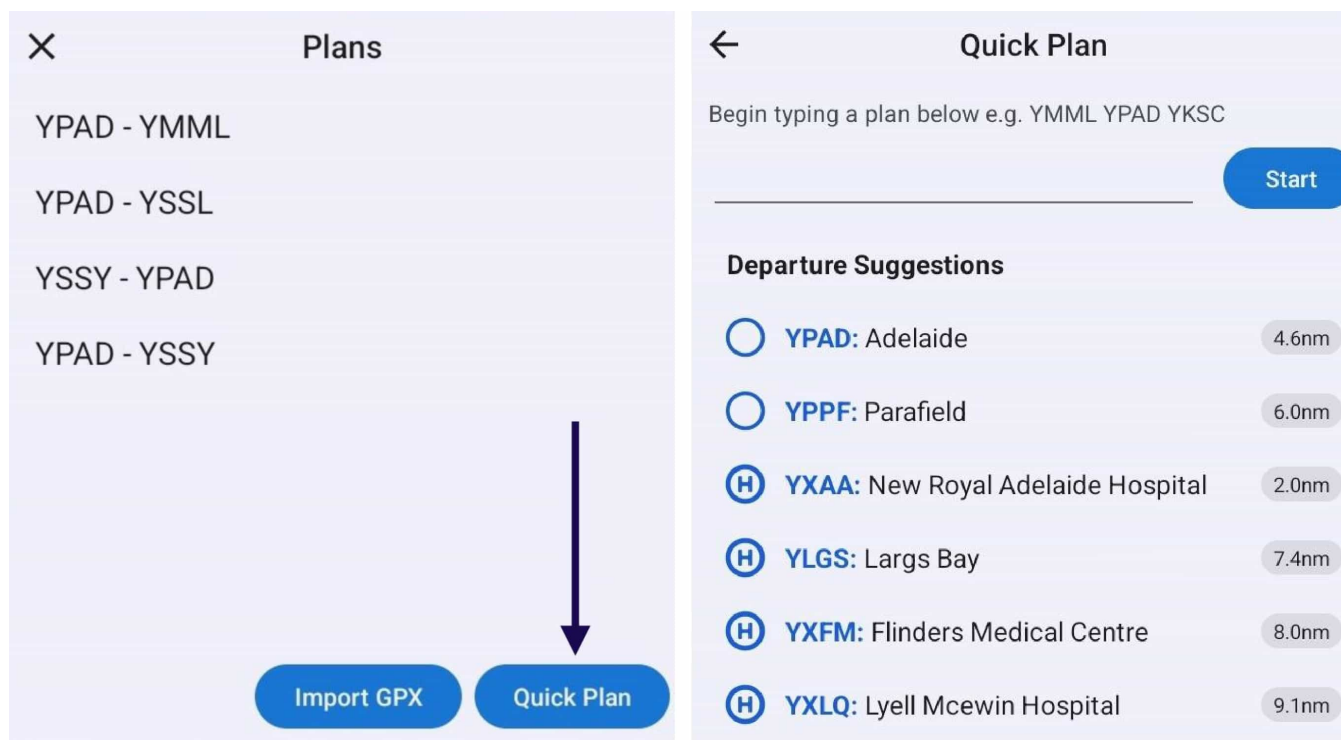 Plans
YPAD - YMML
YPAD - YSSL
YSSY - YPAD
YPAD - YSSY
Import GPX
Quick Plan
Quick Plan
Begin typing a plan below e.g. YMML YPAD YKSC
Start
Departure Suggestions
YPAD: Adelaide 4.6nm
YPPF: Parafield 6.0nm
H YXAA: New Royal Adelaide Hospital 2.0nm
H YLGS: Largs Bay 7.4nm
H YXFM: Flinders Medical Centre 8.0nm
H YXLQ: Lyell Mcewin Hospital 9.1nm